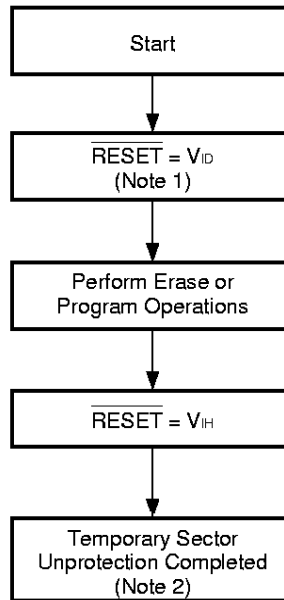 Start
RESET = VID
(Note 1)
Perform Erase or
Program Operations
RESET = VIH
Temporary Sector
Unprotection Completed
(Note 2)